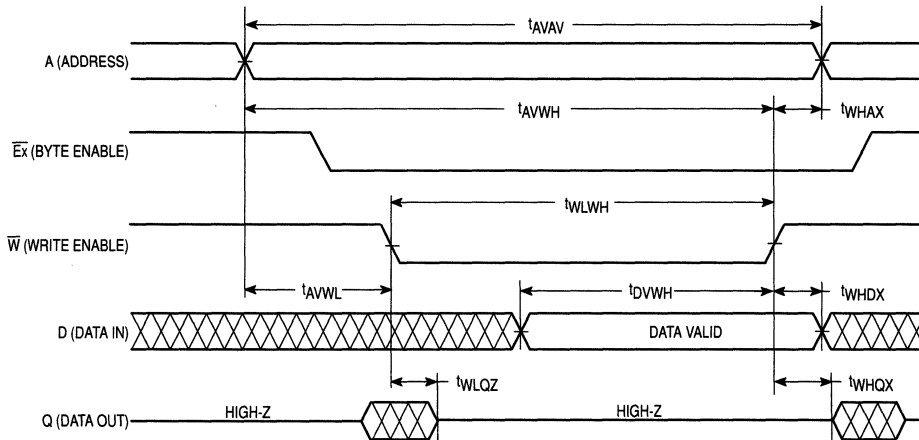 tAVAV
A (ADDRESS)
tAVWH
tWHAX
Ex (BYTE ENABLE)
tWLWH
W (WRITE ENABLE)
tAVWL
tDVWH
tWHDX
D (DATA IN)
DATA VALID
tWLQZ
tWHQX
Q (DATA OUT)
HIGH-Z
HIGH-Z